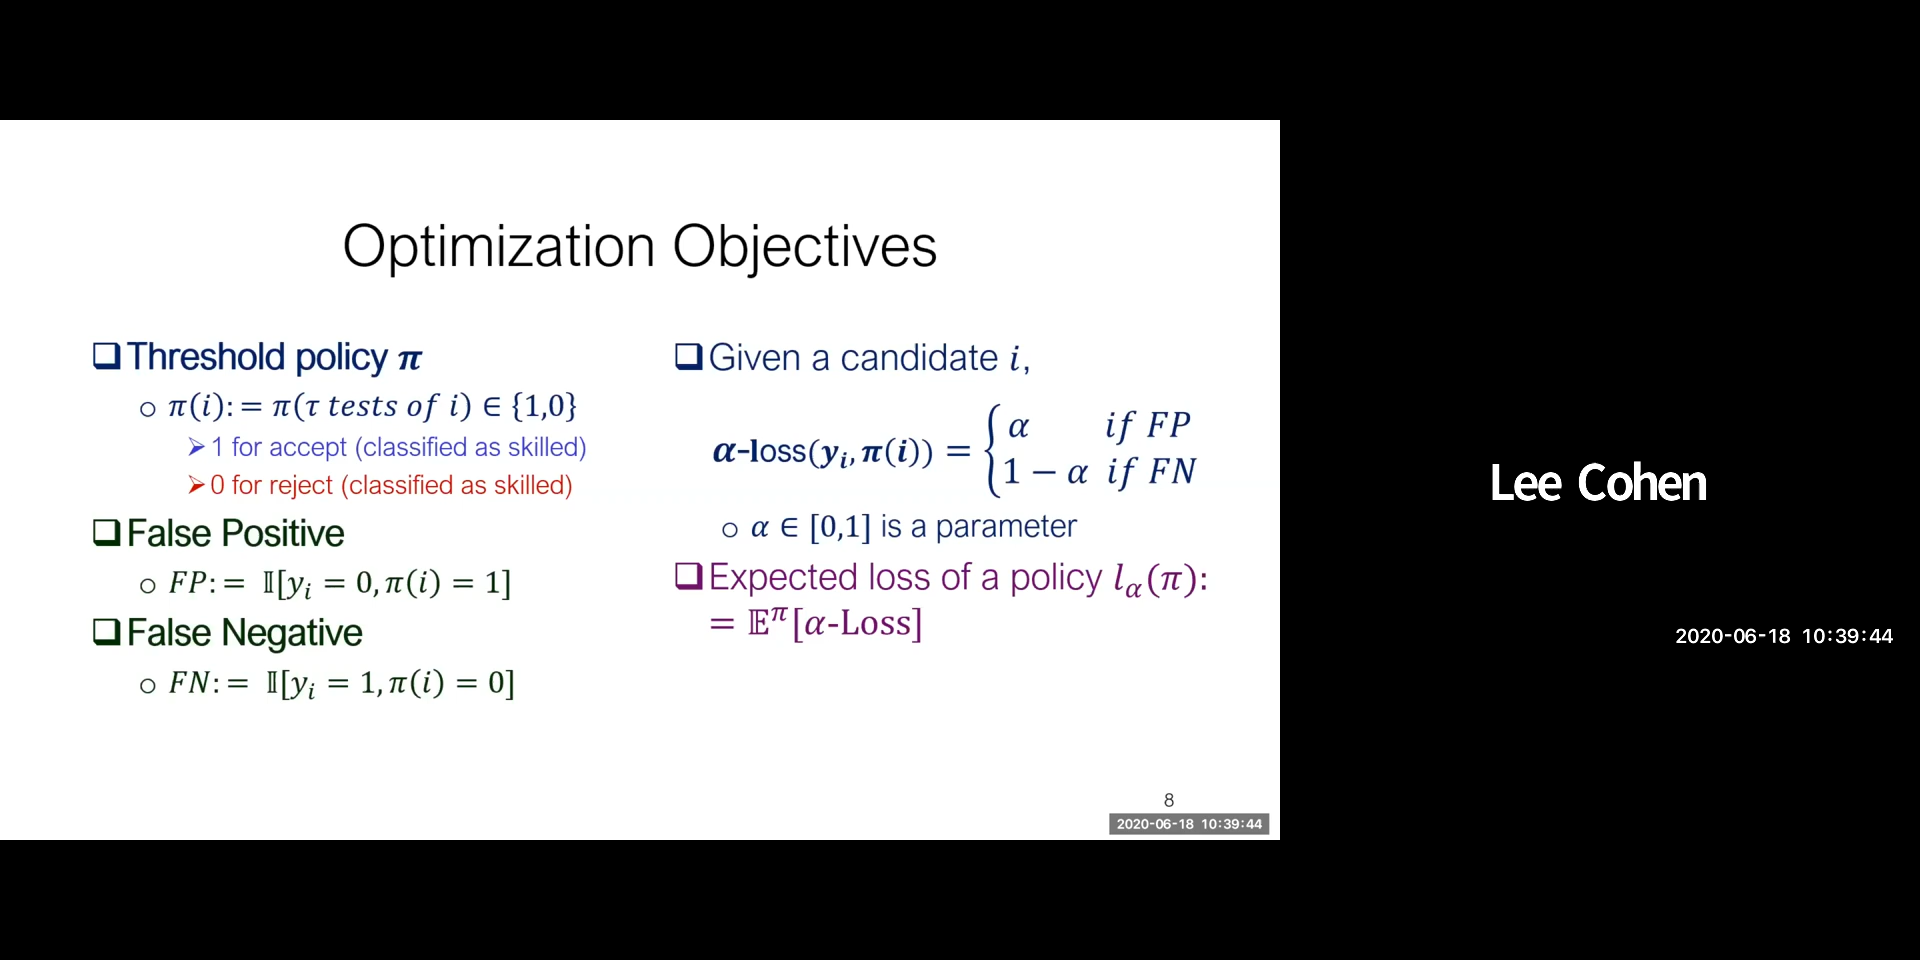 Optimization Objectives
❑Threshold policy π
○ π(i): = π(τ tests of i) ∈ {1,0}
➢1 for accept (classified as skilled)
➢0 for reject (classified as skilled)
❑False Positive
○ FP: = 𝕀[yᵢ = 0, π(i) = 1]
❑False Negative
○ FN: = 𝕀[yᵢ = 1, π(i) = 0]
❑Given a candidate i,
α-loss(yᵢ, π(i)) = { α if FP
1 − α if FN
○ α ∈ [0,1] is a parameter
❑Expected loss of a policy l_α(π):
= 𝔼^π[α-Loss]
8
2020-06-18 10:39:44
Lee Cohen
2020-06-18 10:39:44